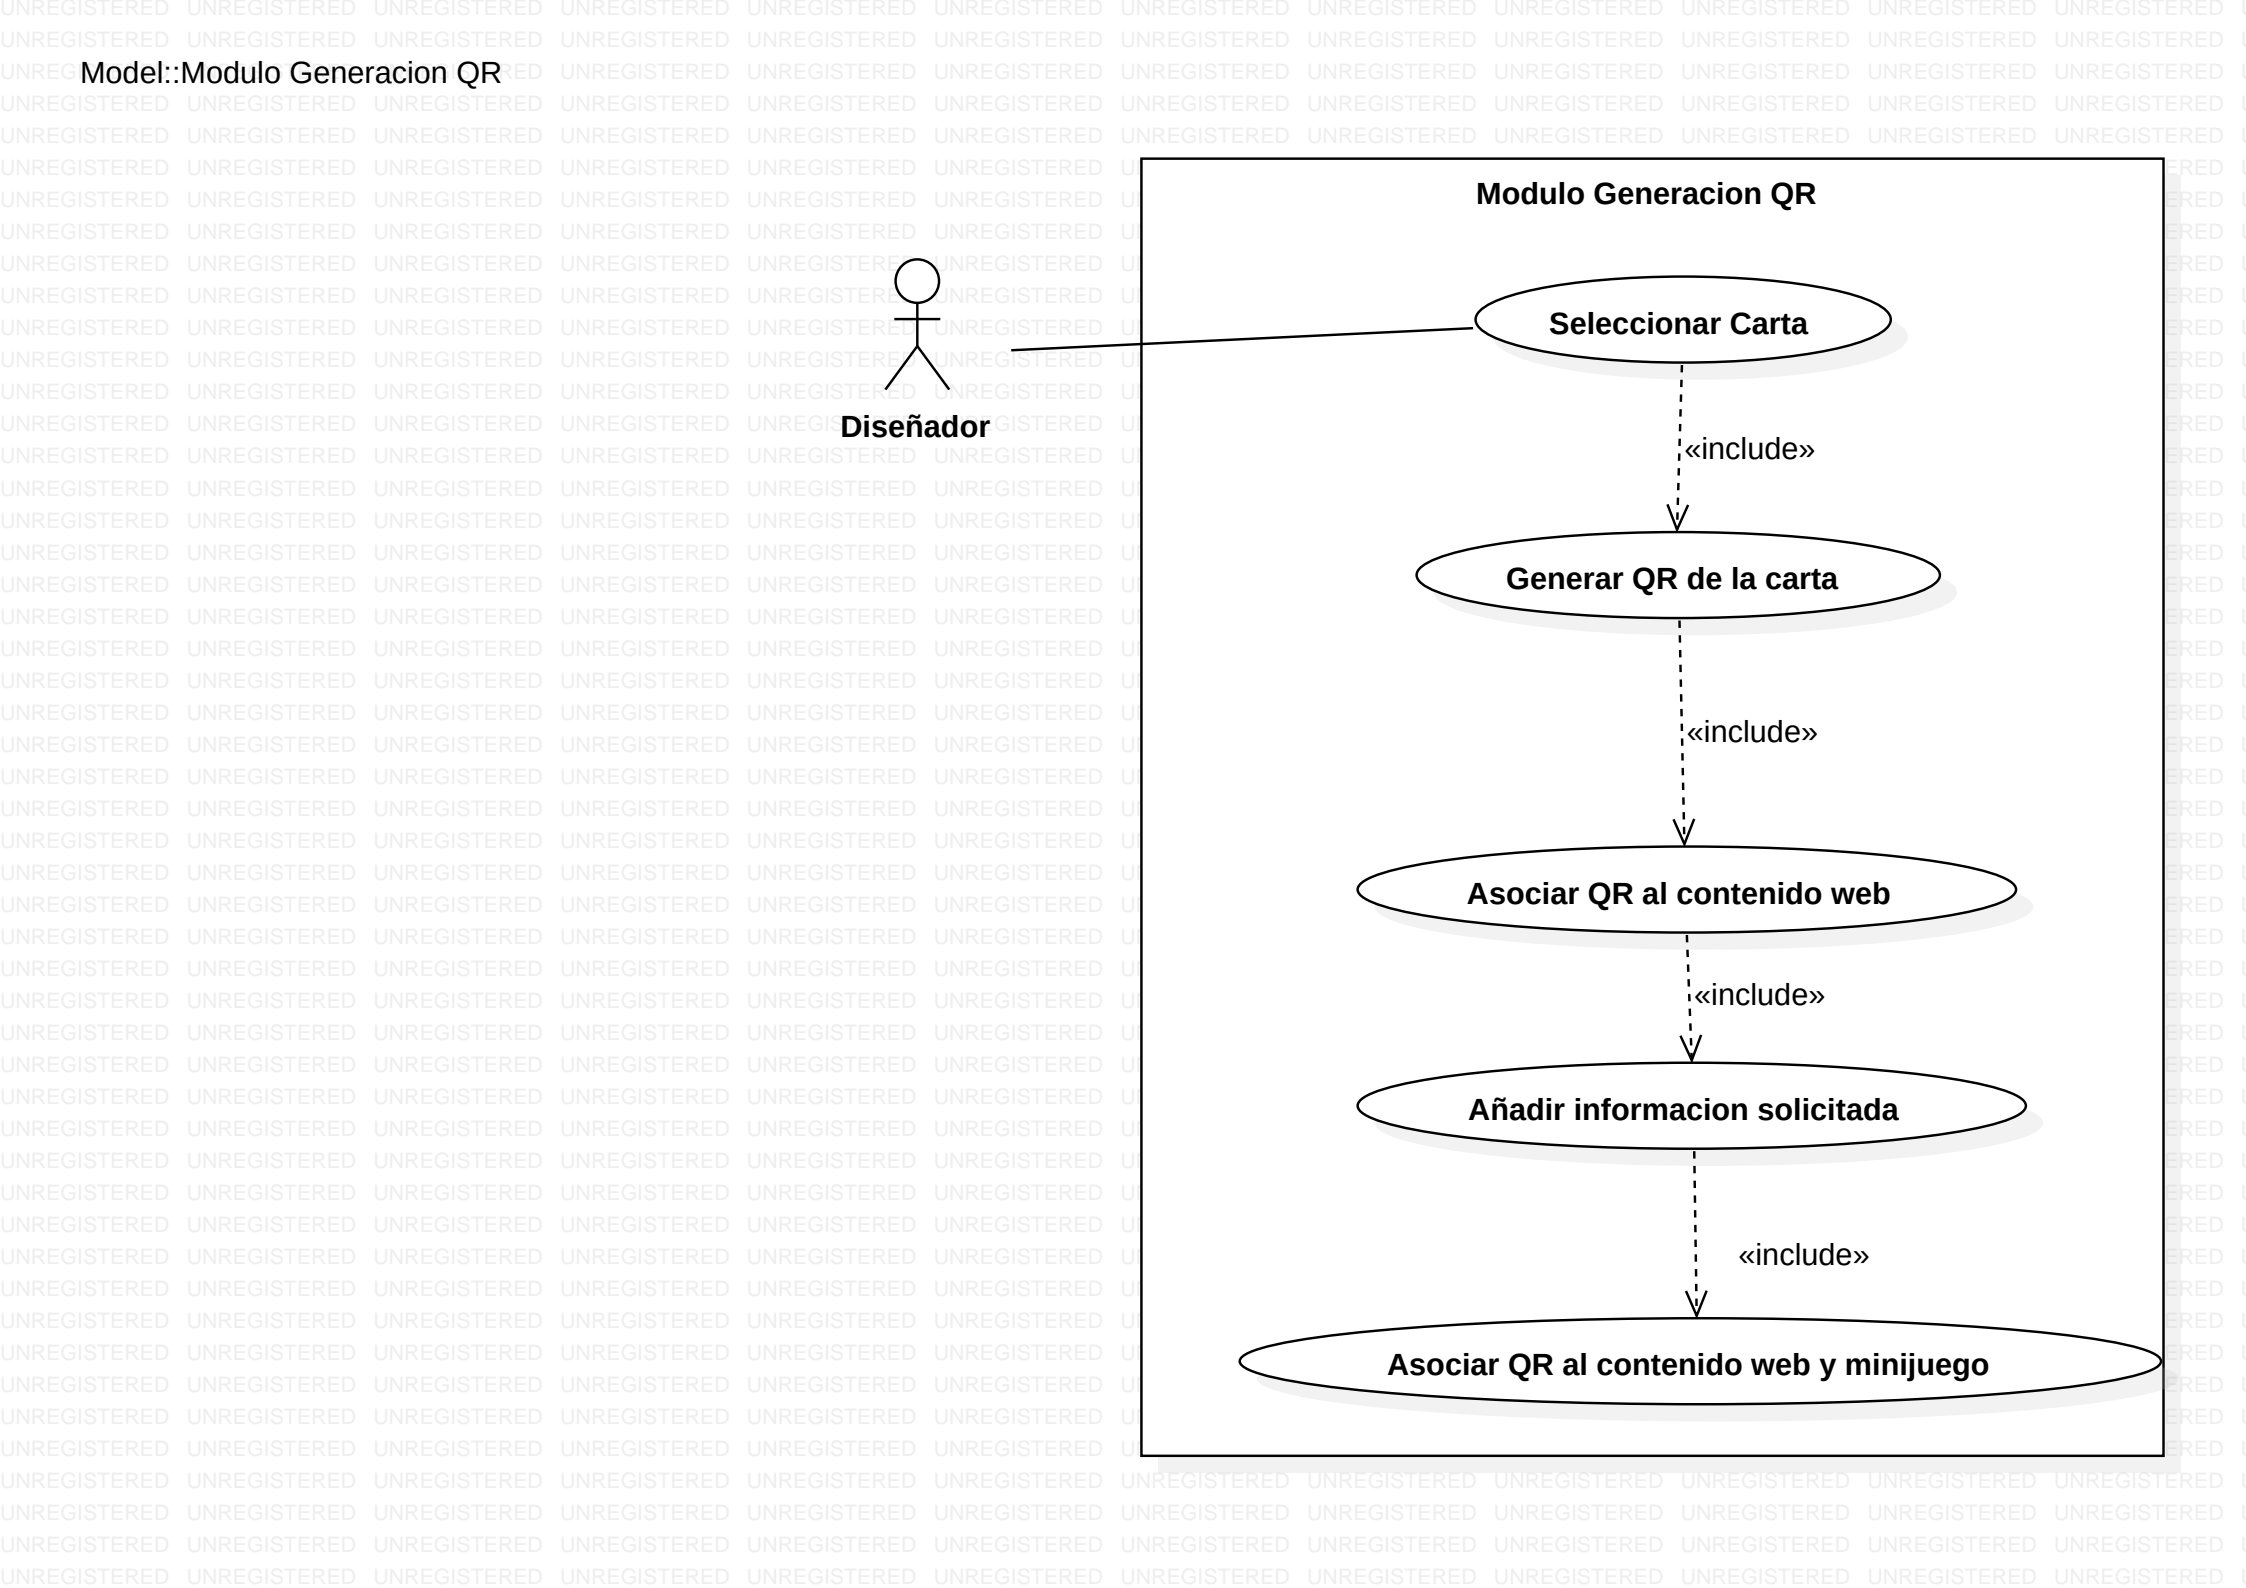 Model::Modulo Generacion QR
Modulo Generacion QR
Seleccionar Carta
Diseñador
«include»
Generar QR de la carta
«include»
Asociar QR al contenido web
«include»
Añadir informacion solicitada
«include»
Asociar QR al contenido web y minijuego
UNREGISTERED